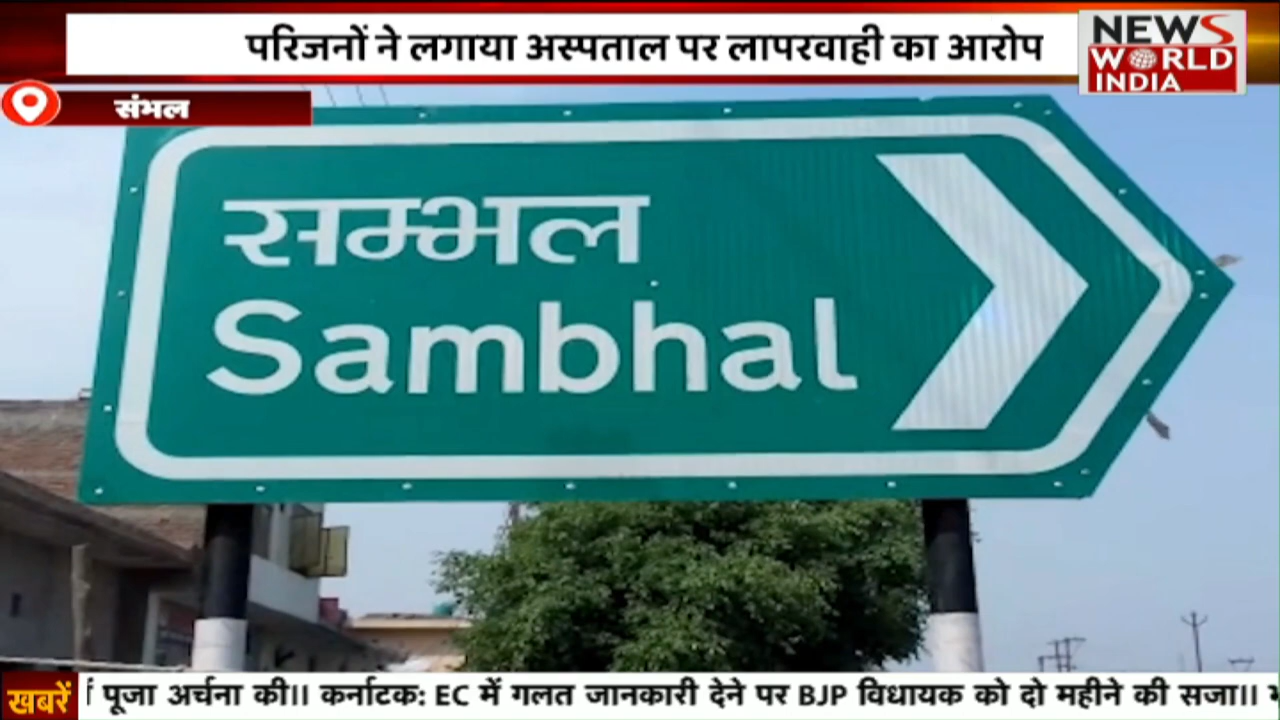 परिजनों ने लगाया अस्पताल पर लापरवाही का आरोप
NEWS
WORLD
INDIA
संभल
सम्भल
Sambhal
खबरें
पूजा अर्चना की।। कर्नाटक: EC में गलत जानकारी देने पर BJP विधायक को दो महीने की सजा।।